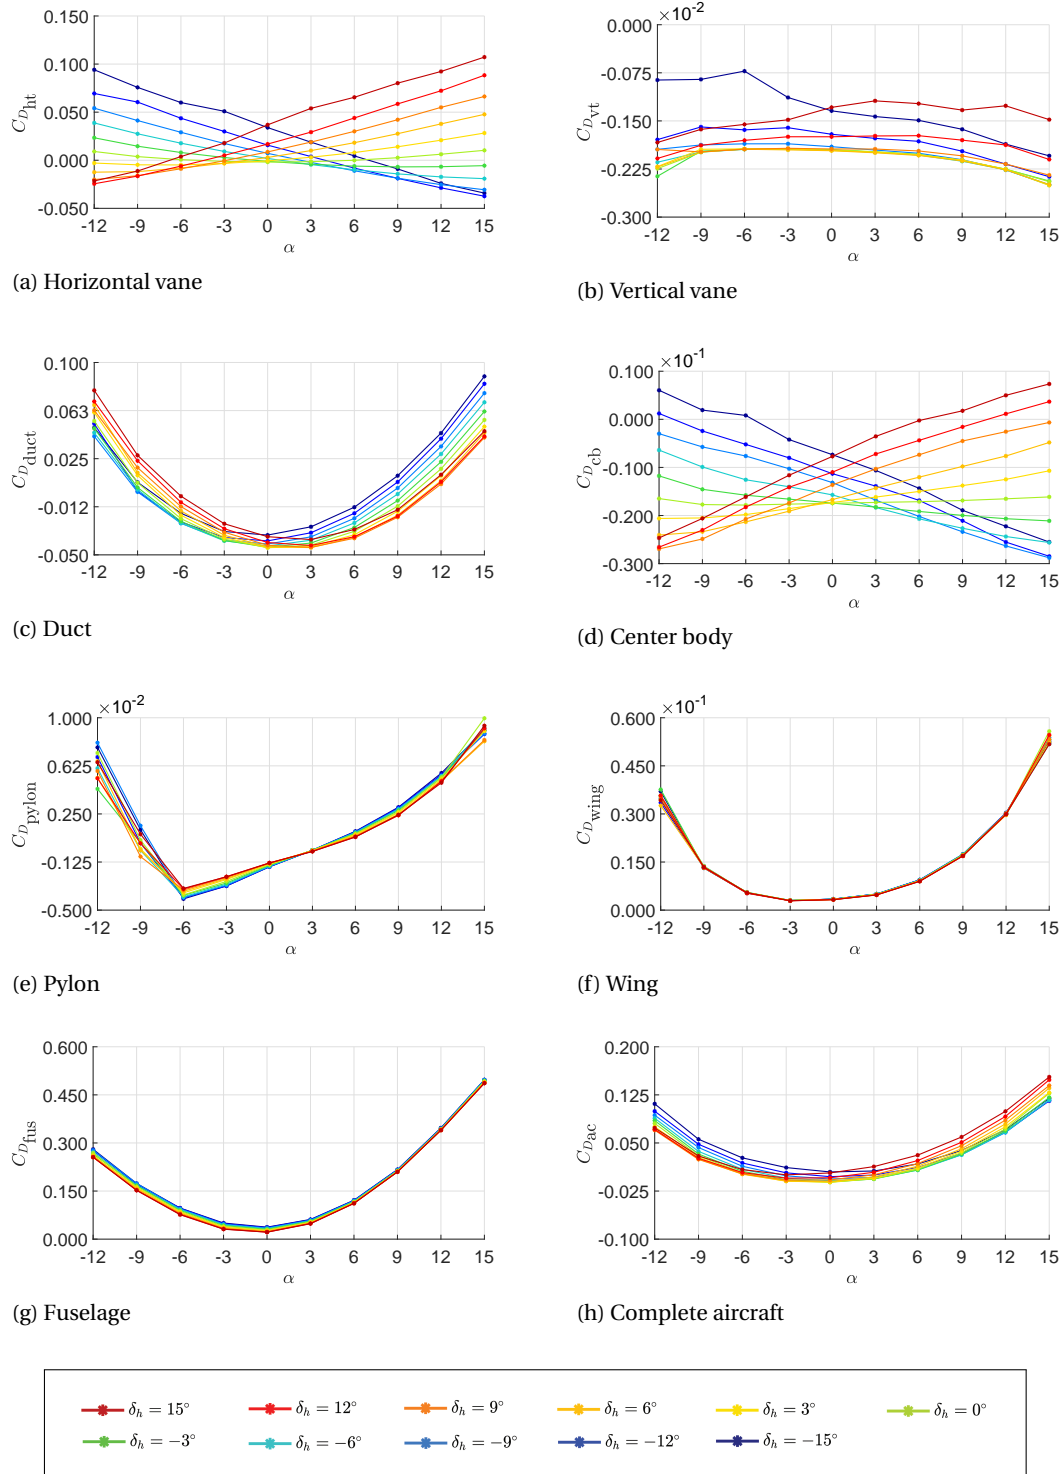 0.150
0.100
0.050
0.000
-0.050
C_D_ht
-12 -9 -6 -3 0 3 6 9 12 15
α
(a) Horizontal vane
×10^-2
0.000
-0.075
-0.150
-0.225
-0.300
C_D_vt
-12 -9 -6 -3 0 3 6 9 12 15
α
(b) Vertical vane
0.100
0.063
0.025
-0.012
-0.050
C_D_duct
-12 -9 -6 -3 0 3 6 9 12 15
α
(c) Duct
×10^-1
0.100
0.000
-0.100
-0.200
-0.300
C_D_cb
-12 -9 -6 -3 0 3 6 9 12 15
α
(d) Center body
×10^-2
1.000
0.625
0.250
-0.125
-0.500
C_D_pylon
-12 -9 -6 -3 0 3 6 9 12 15
α
(e) Pylon
×10^-1
0.600
0.450
0.300
0.150
0.000
C_D_wing
-12 -9 -6 -3 0 3 6 9 12 15
α
(f) Wing
0.600
0.450
0.300
0.150
0.000
C_D_fus
-12 -9 -6 -3 0 3 6 9 12 15
α
(g) Fuselage
0.200
0.125
0.050
-0.025
-0.100
C_D_ac
-12 -9 -6 -3 0 3 6 9 12 15
α
(h) Complete aircraft
δ_h = 15° δ_h = 12° δ_h = 9° δ_h = 6° δ_h = 3° δ_h = 0°
δ_h = −3° δ_h = −6° δ_h = −9° δ_h = −12° δ_h = −15°